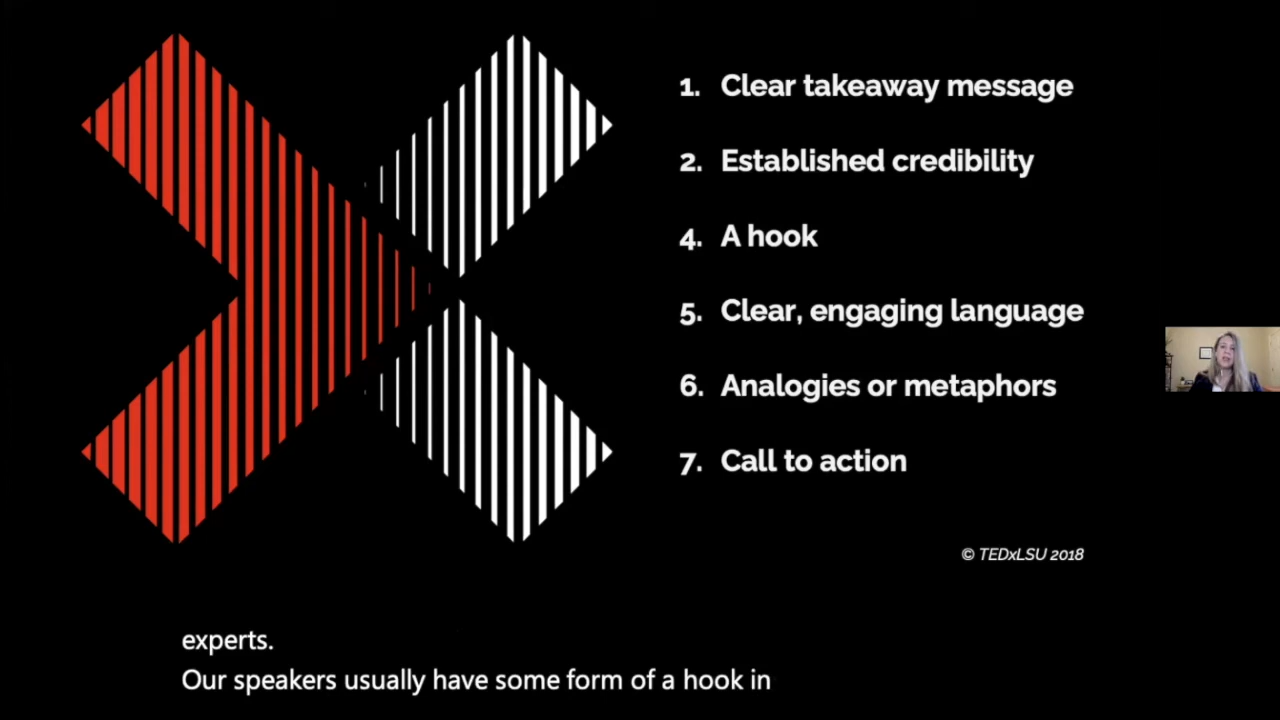 1. Clear takeaway message
2. Established credibility
4. A hook
5. Clear, engaging language
6. Analogies or metaphors
7. Call to action
© TEDxLSU 2018
experts.
Our speakers usually have some form of a hook in